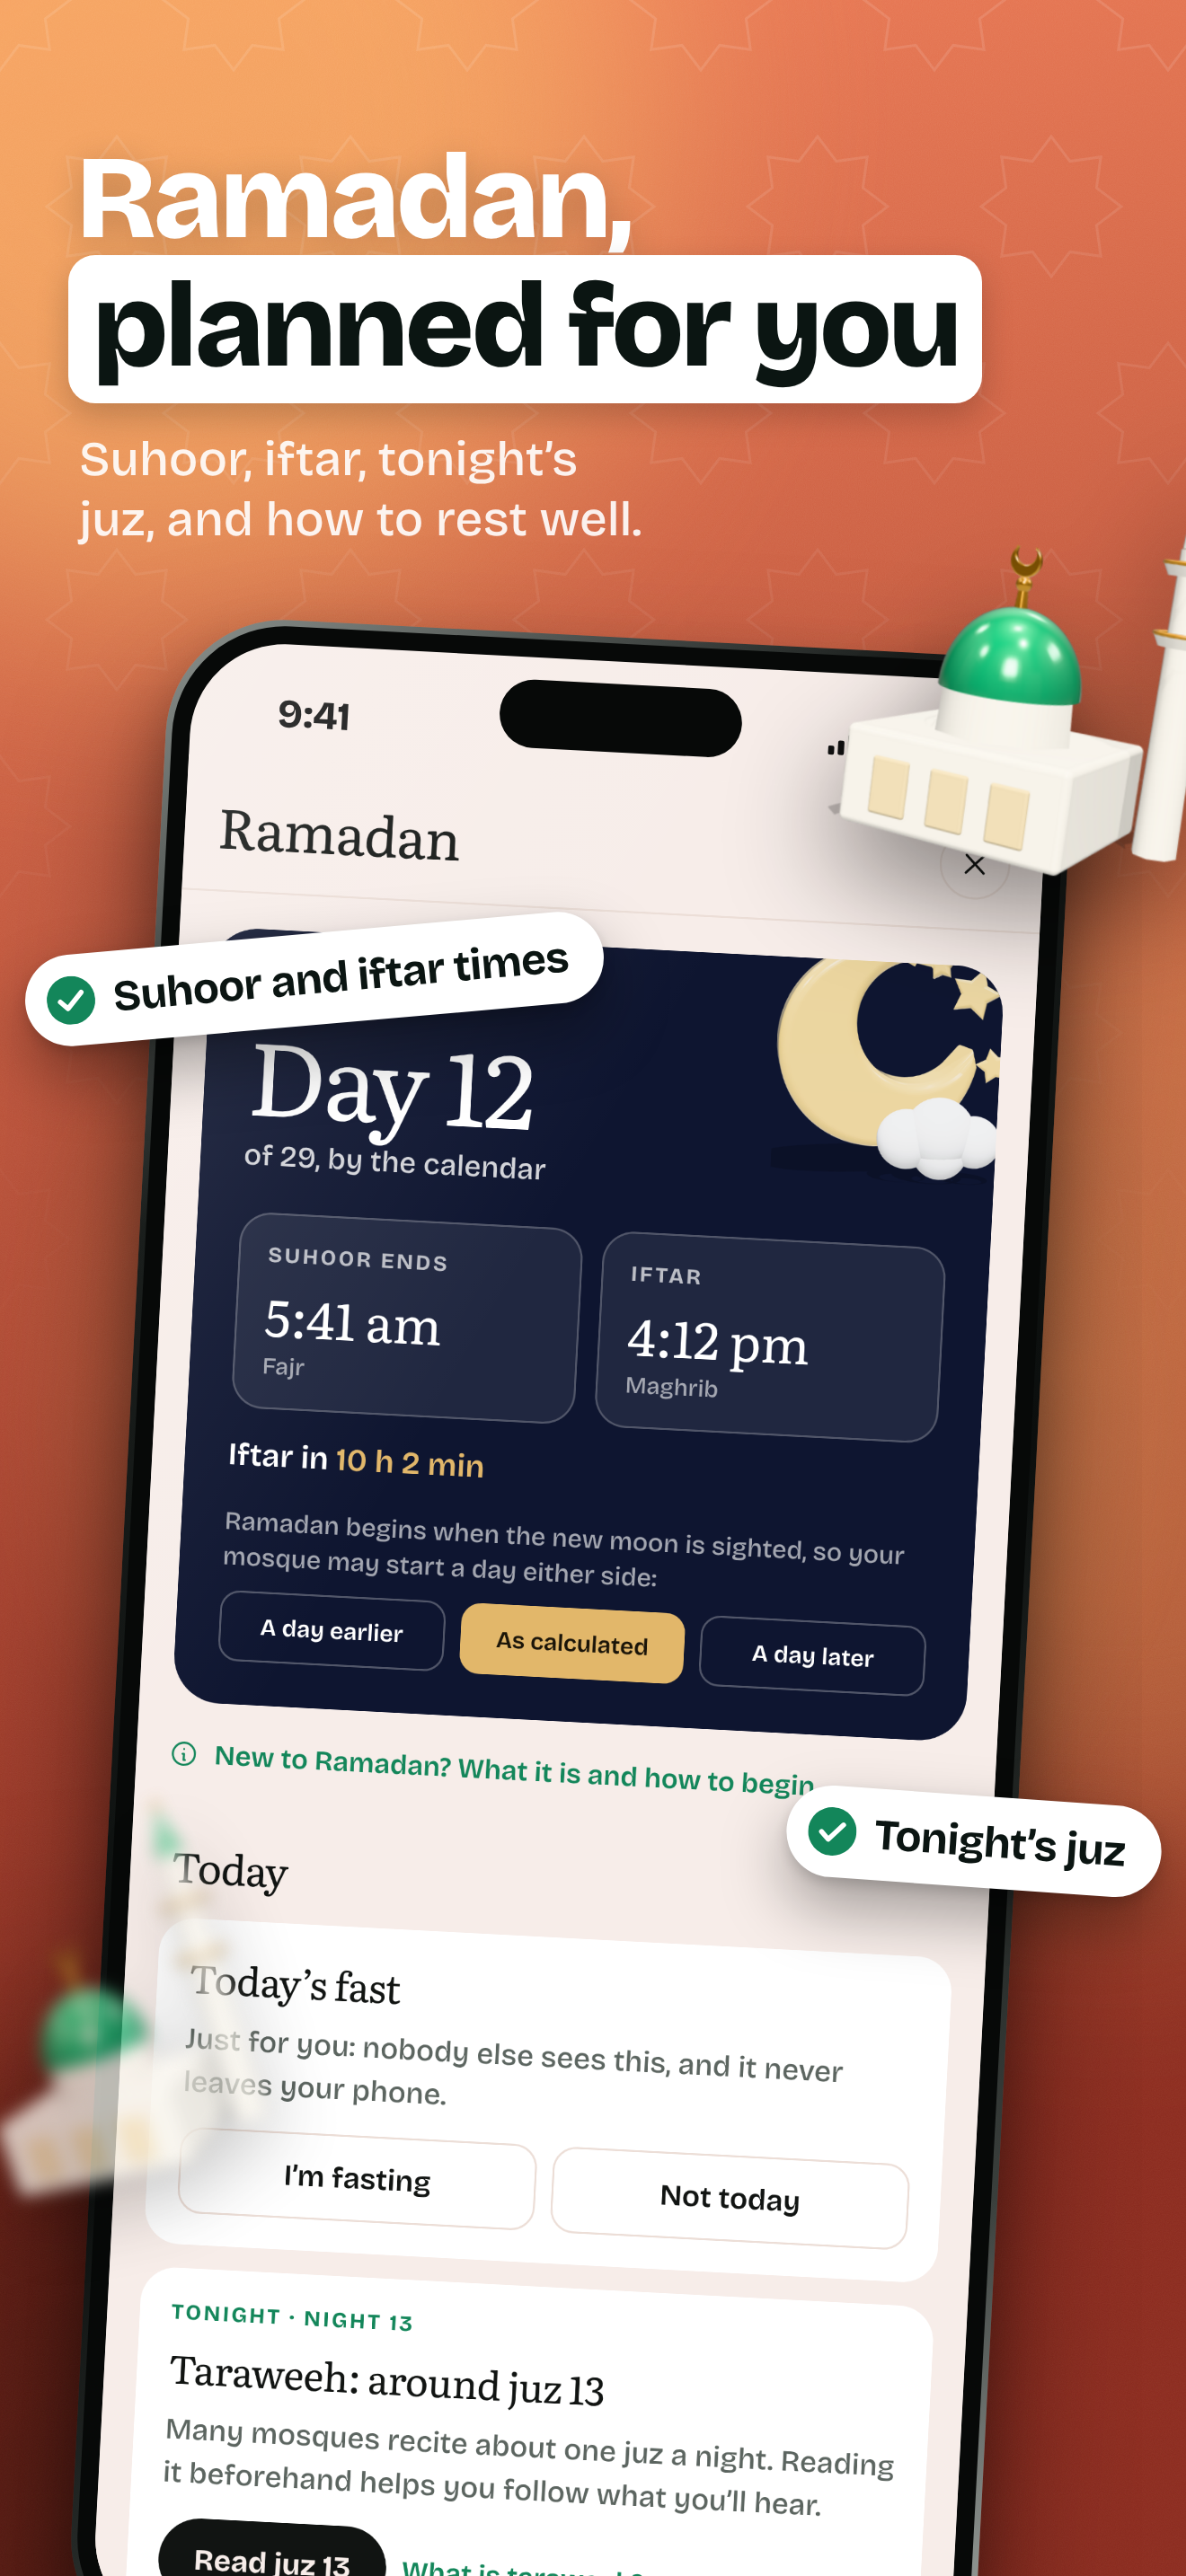 Ramadan,
planned for you
Suhoor, iftar, tonight’s
juz, and how to rest well.
9:41
Ramadan
Suhoor and iftar times
Day 12
of 29, by the calendar
SUHOOR ENDS
5:41 am
Fajr
IFTAR
4:12 pm
Maghrib
Iftar in 10 h 2 min
Ramadan begins when the new moon is sighted, so your
mosque may start a day either side:
A day earlier
As calculated
A day later
New to Ramadan? What it is and how to begin
Tonight’s juz
Today
Today’s fast
Just for you: nobody else sees this, and it never
leaves your phone.
I’m fasting
Not today
TONIGHT · NIGHT 13
Taraweeh: around juz 13
Many mosques recite about one juz a night. Reading
it beforehand helps you follow what you’ll hear.
Read juz 13
What is